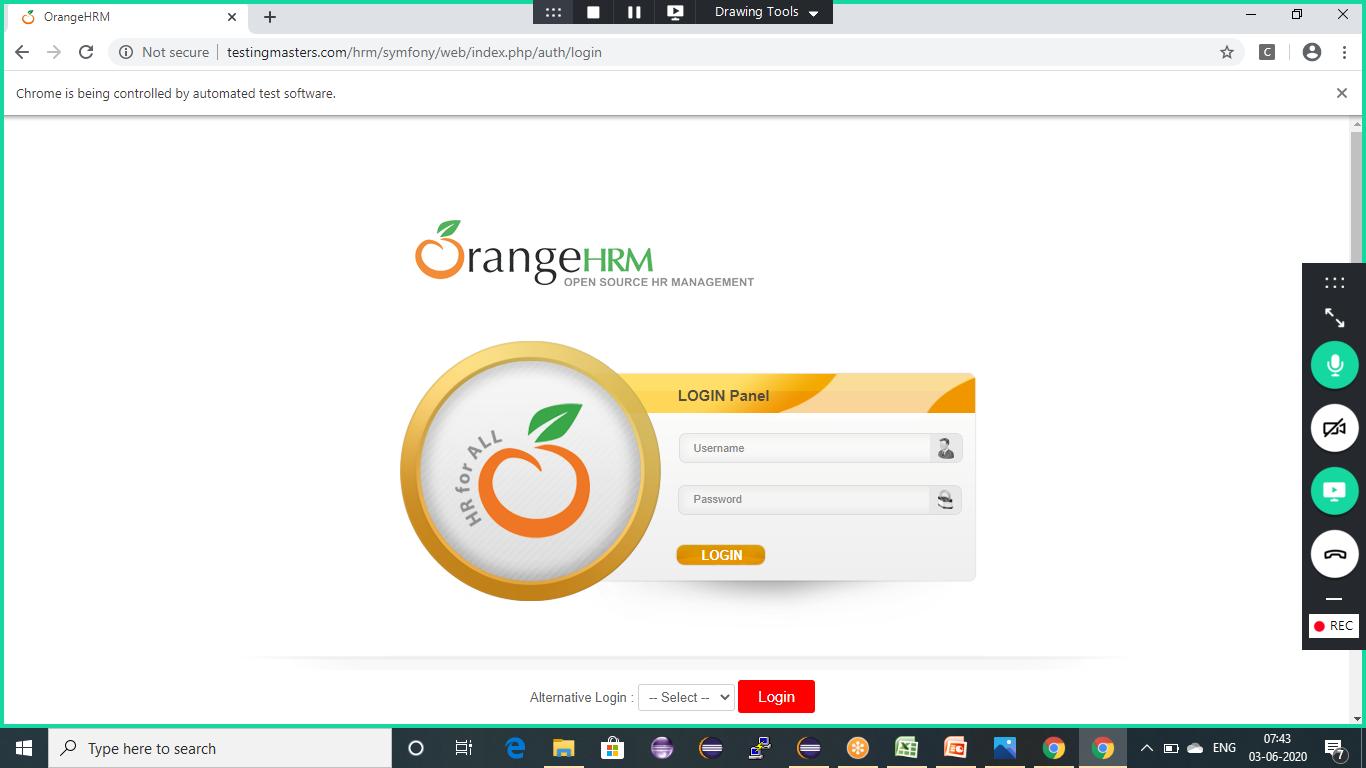 OrangeHRM
Drawing Tools
Not secure testingmasters.com/hrm/symfony/web/index.php/auth/login
C
Chrome is being controlled by automated test software.
OrangeHRM
OPEN SOURCE HR MANAGEMENT
HR for ALL
LOGIN Panel
Username
Password
LOGIN
REC
Alternative Login : -- Select -- Login
Type here to search
ENG
07:43
03-06-2020
7